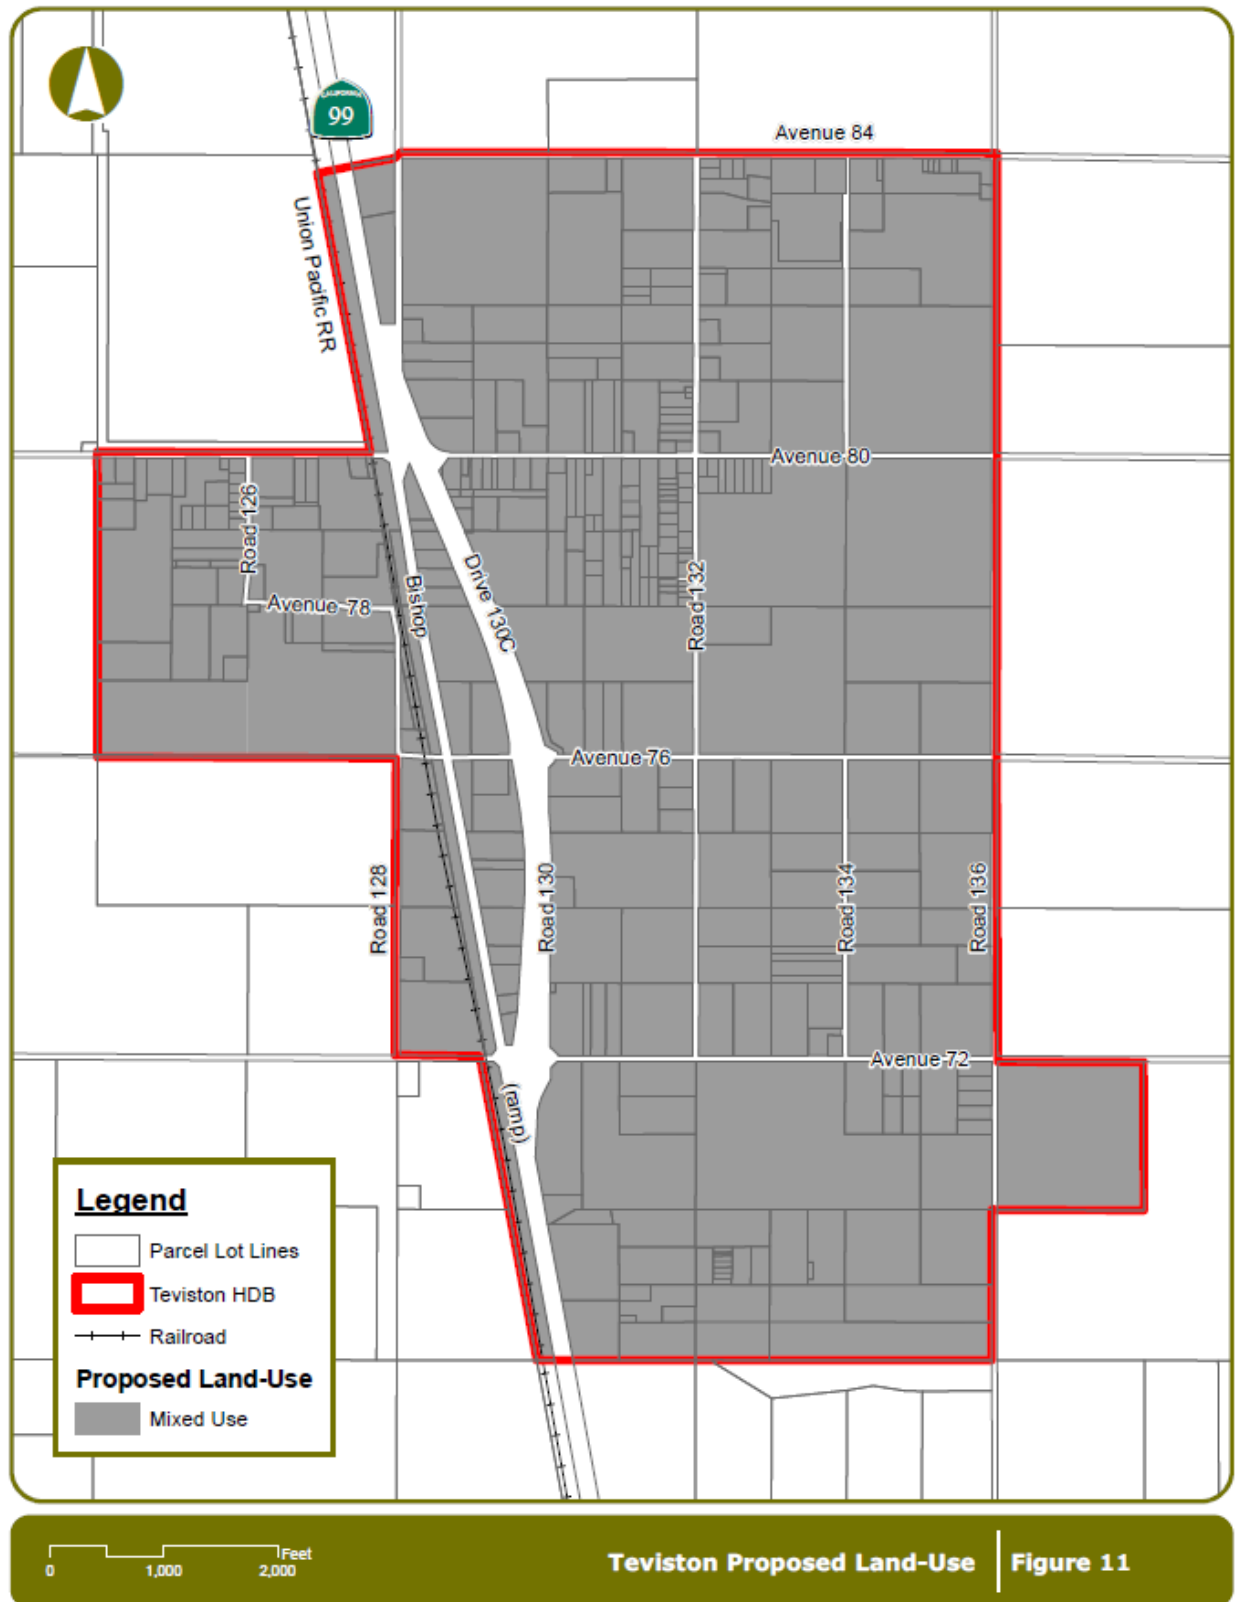 CALIFORNIA
99
Avenue 84
Union Pacific RR
Avenue 80
Road 126
Avenue 78
Bishop
Drive 130C
Road 132
Avenue 76
Road 128
Road 130
Road 134
Road 136
Avenue 72
(ramp)
Legend
Parcel Lot Lines
Teviston HDB
Railroad
Proposed Land-Use
Mixed Use
Feet
0 1,000 2,000
Teviston Proposed Land-Use Figure 11